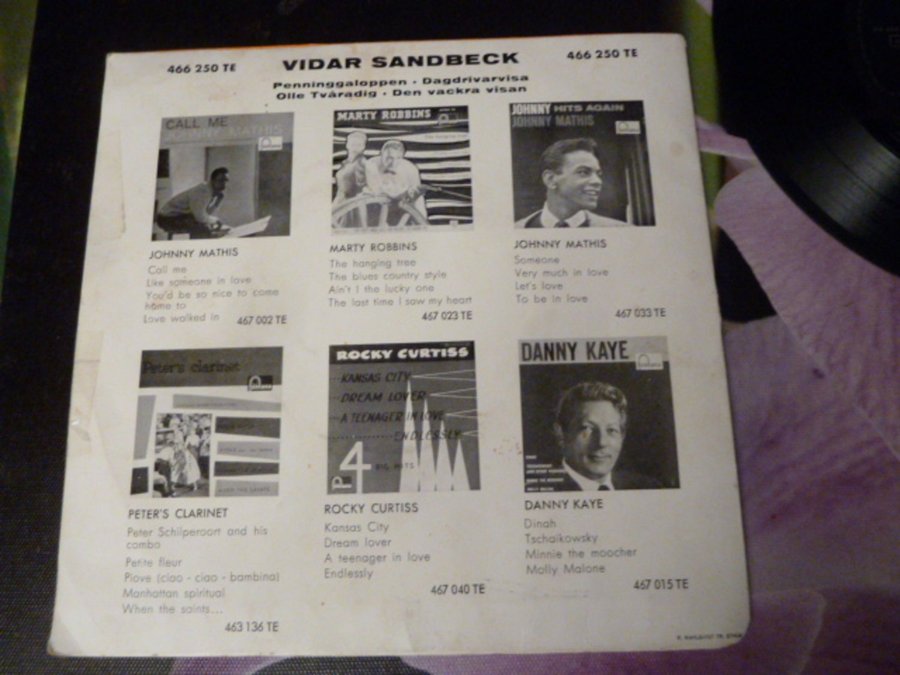 466 250 TE
VIDAR SANDBECK
466 250 TE
Penninggaloppen · Dagdrivarvisa
Olle Tvåradig · Den vackra visan
CALL ME
JOHNNY MATHIS
MARTY ROBBINS
JOHNNY HITS AGAIN
JOHNNY MATHIS
JOHNNY MATHIS
Call me
Like someone in love
You'd be so nice to come
home to
Love walked in
467 002 TE
MARTY ROBBINS
The hanging tree
The blues country style
Ain't I the lucky one
The last time I saw my heart
467 023 TE
JOHNNY MATHIS
Someone
Very much in love
Let's love
To be in love
467 033 TE
Peter's clarinet
fontana
ROCKY CURTISS
KANSAS CITY
DREAM LOVER
A TEENAGER IN LOVE
ENDLESSLY
4 BIG HITS
DANNY KAYE
fontana
PETER'S CLARINET
Peter Schilperoort and his
combo
Petite fleur
Piove (ciao - ciao - bambina)
Manhattan spiritual
When the saints...
463 136 TE
ROCKY CURTISS
Kansas City
Dream lover
A teenager in love
Endlessly
467 040 TE
DANNY KAYE
Dinah
Tschaikowsky
Minnie the moocher
Molly Malone
467 015 TE